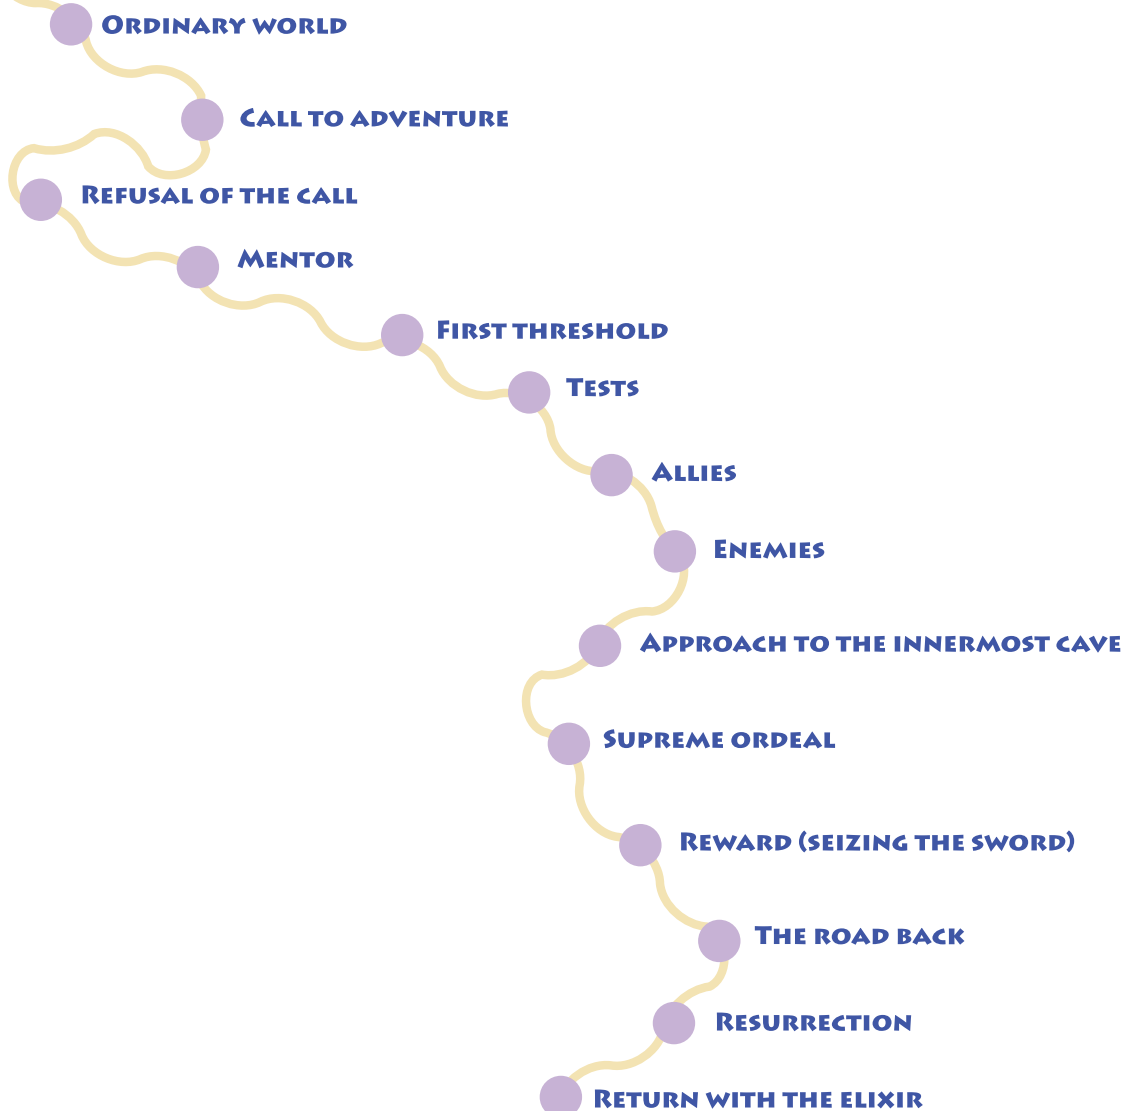 Ordinary world
Call to adventure
Refusal of the call
Mentor
First threshold
Tests
Allies
Enemies
Approach to the innermost cave
Supreme ordeal
Reward (seizing the sword)
The road back
Resurrection
Return with the elixir